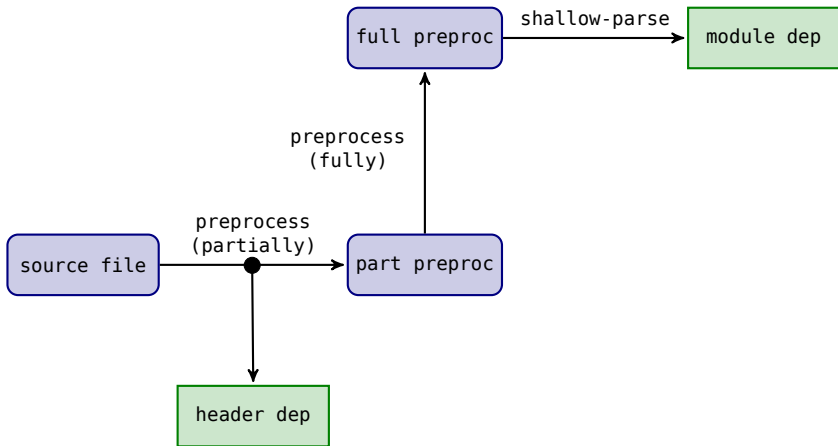 full preproc
shallow-parse
module dep
preprocess
(fully)
source file
preprocess
(partially)
part preproc
header dep